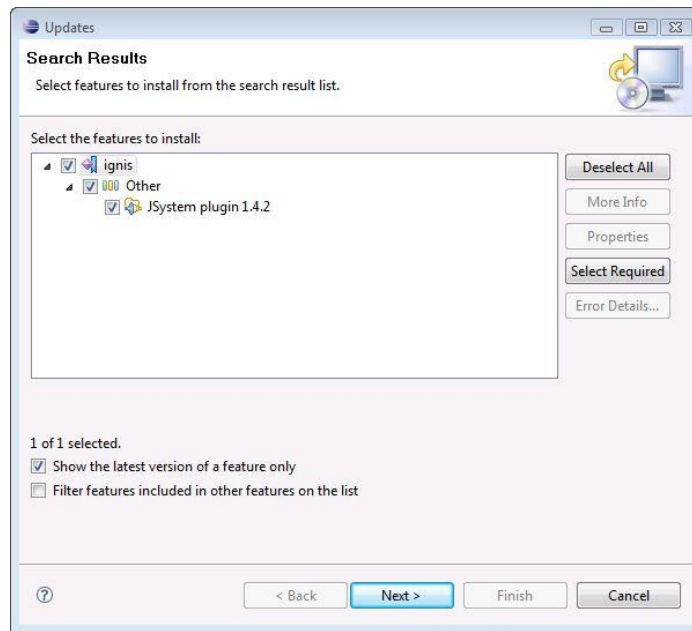 Updates
Search Results
Select features to install from the search result list.
Select the features to install:
ignis
Other
JSystem plugin 1.4.2
Deselect All
More Info
Properties
Select Required
Error Details...
1 of 1 selected.
Show the latest version of a feature only
Filter features included in other features on the list
?
< Back
Next >
Finish
Cancel